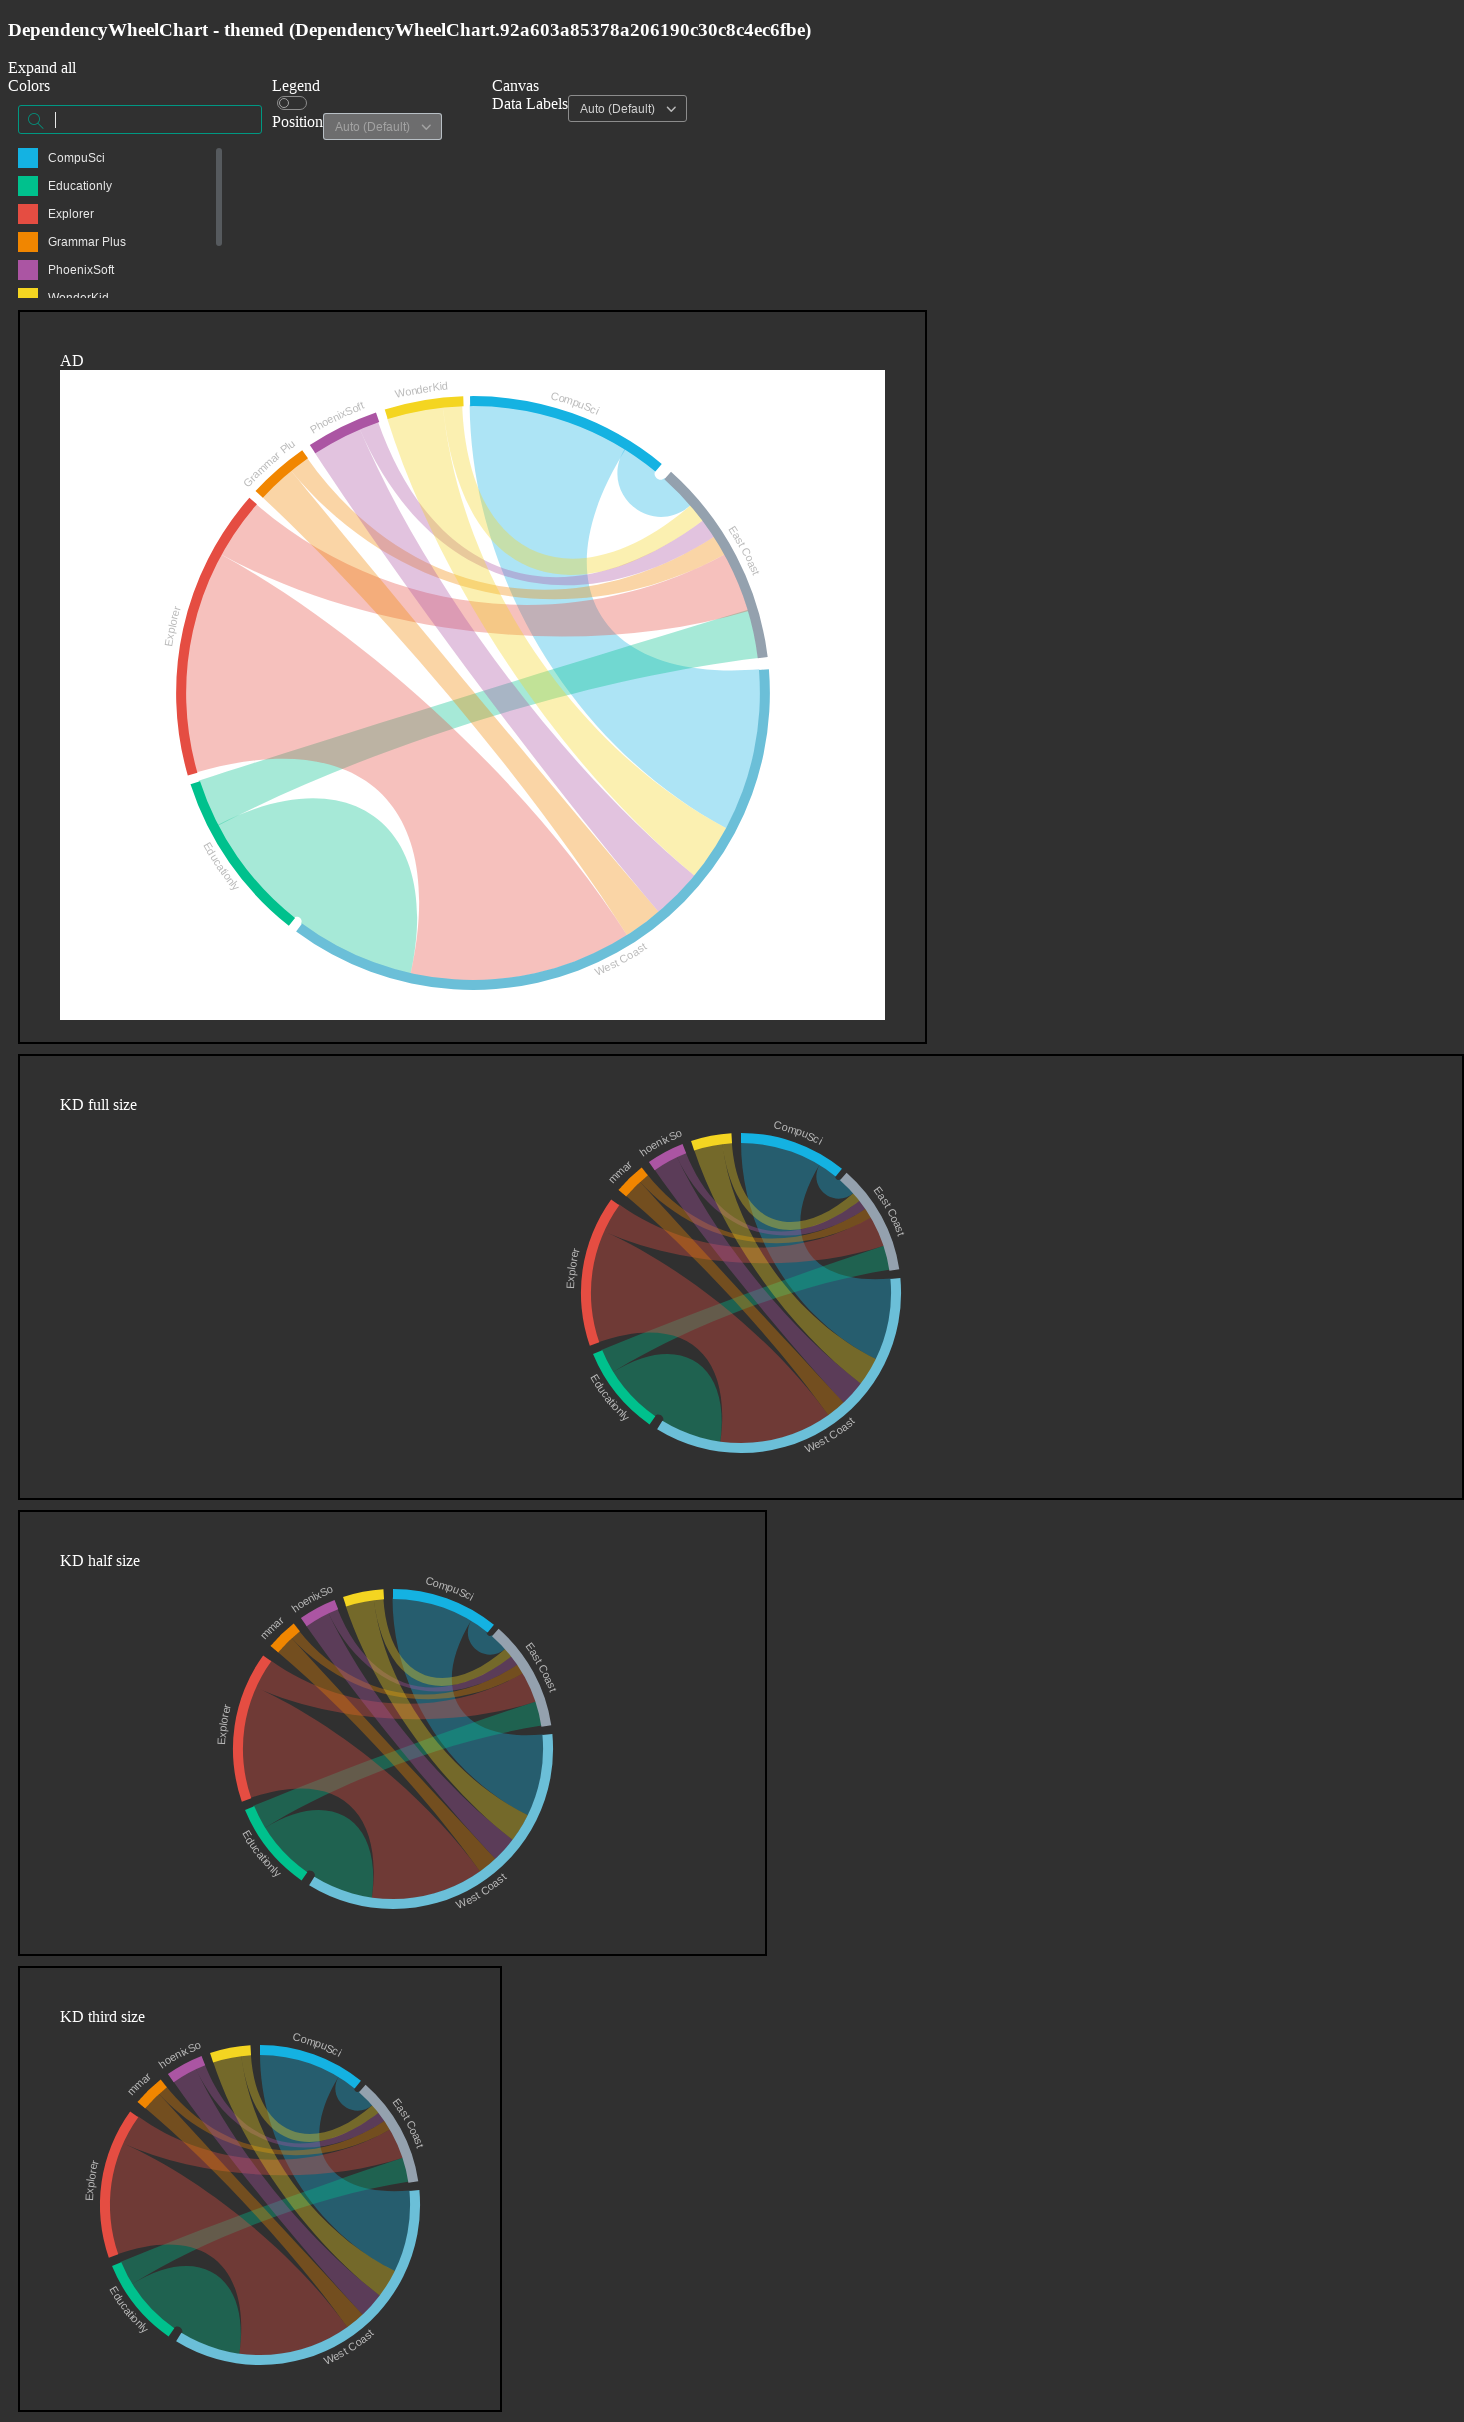 DependencyWheelChart - themed (DependencyWheelChart.92a603a85378a206190c30c8c4ec6fbe)
Expand all
Colors
CompuSci
Educationly
Explorer
Grammar Plus
PhoenixSoft
WonderKid
Legend
Position Auto (Default)
Canvas
Data Labels Auto (Default)
AD
WonderKid
CompuSci
PhoenixSoft
Grammar Plu
East Coast
Explorer
Educationly
West Coast
KD full size
CompuSci
hoenixSo
mmar
East Coast
Explorer
Educationly
West Coast
KD half size
CompuSci
hoenixSo
mmar
East Coast
Explorer
Educationly
West Coast
KD third size
CompuSci
hoenixSo
mmar
East Coast
Explorer
Educationly
West Coast